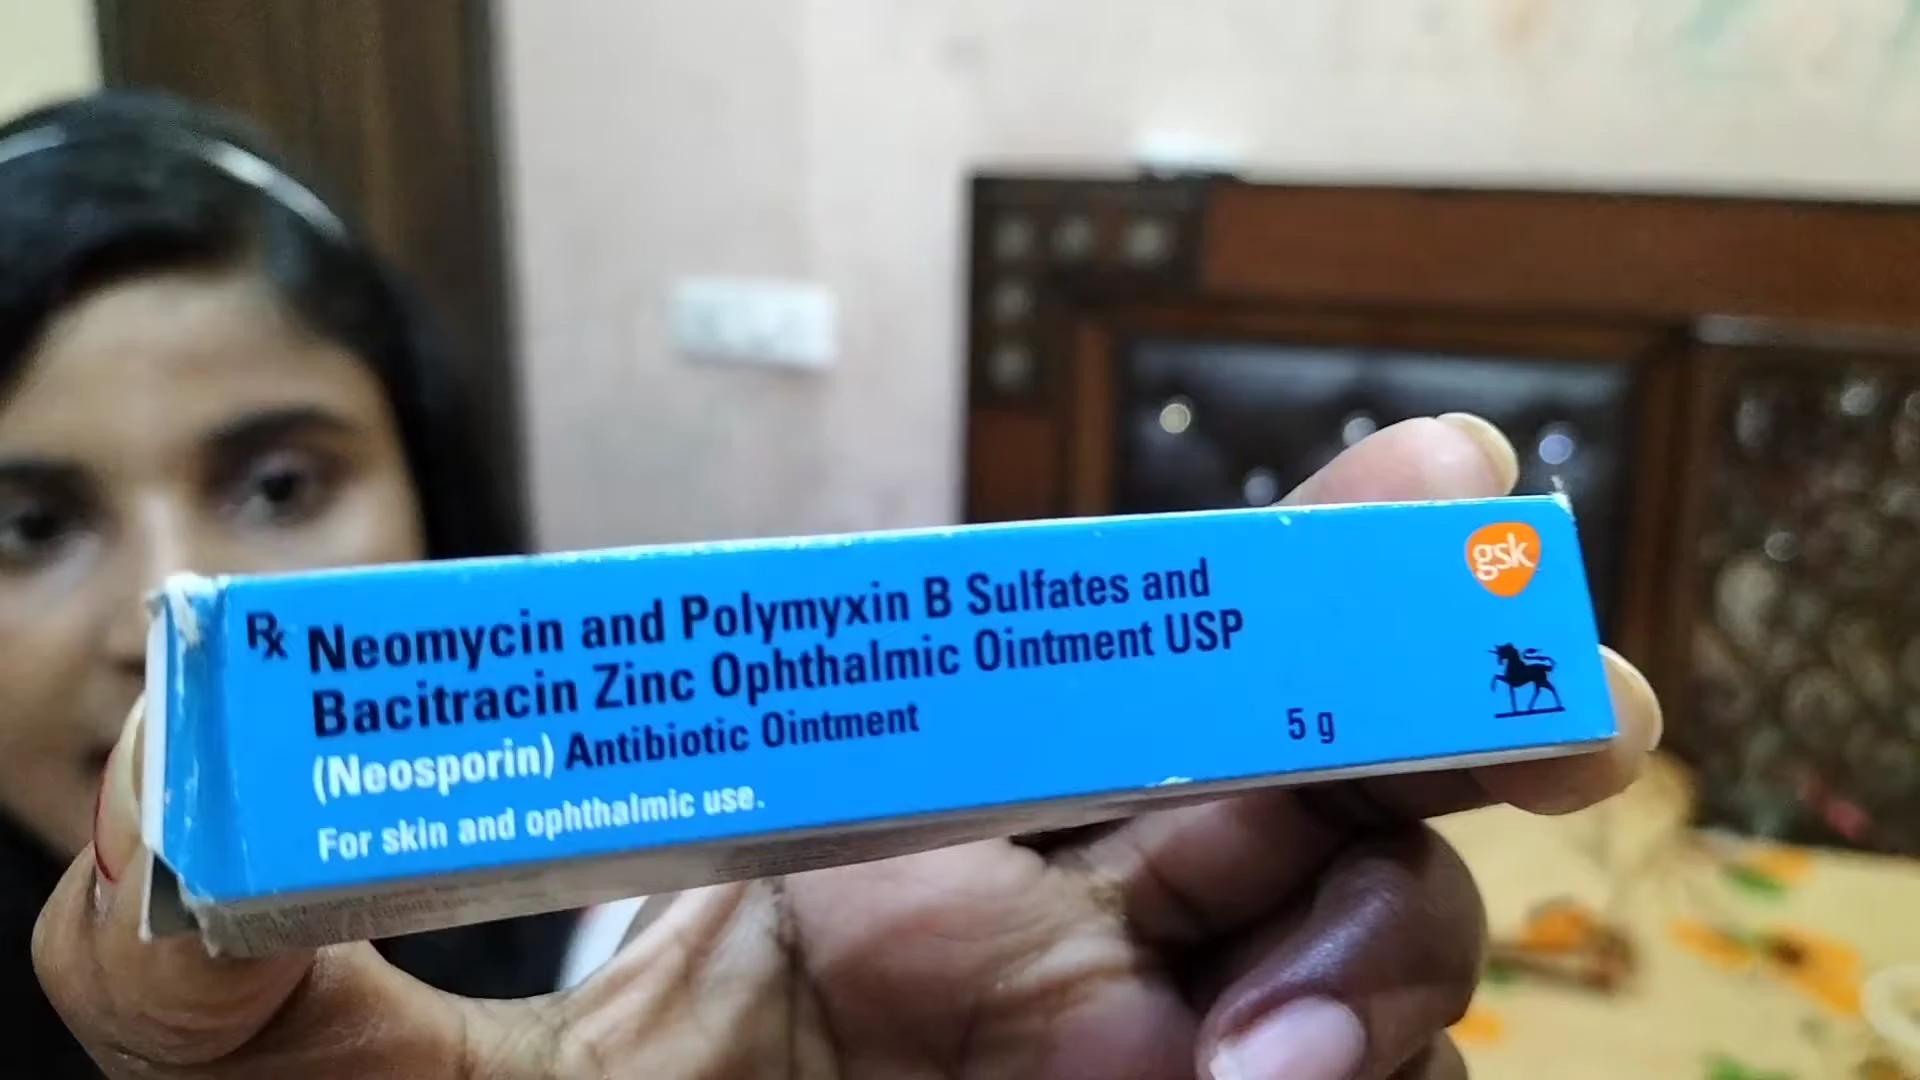 Rx Neomycin and Polymyxin B Sulfates and
Bacitracin Zinc Ophthalmic Ointment USP
(Neosporin) Antibiotic Ointment
5 g
For skin and ophthalmic use.
gsk